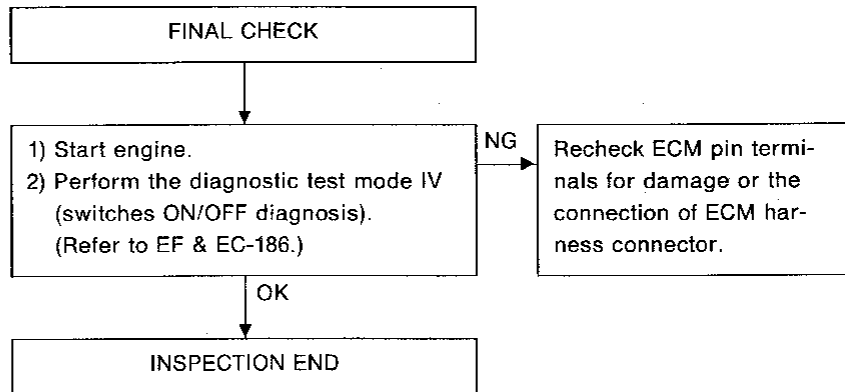 FINAL CHECK
1) Start engine.
2) Perform the diagnostic test mode IV
(switches ON/OFF diagnosis).
(Refer to EF & EC-186.)
NG
Recheck ECM pin termi-
nals for damage or the
connection of ECM har-
ness connector.
OK
INSPECTION END